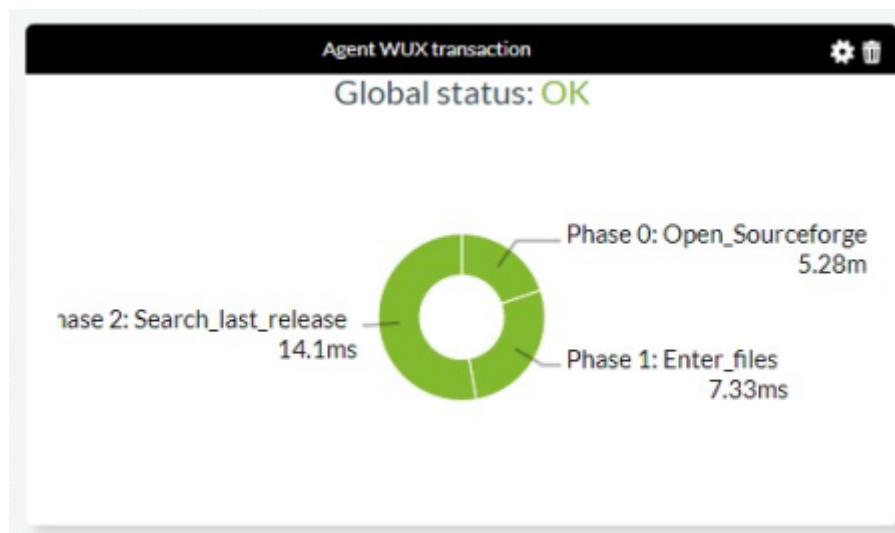 Agent WUX transaction
Global status: OK
Phase 0: Open_Sourceforge
5.28m
hase 2: Search_last_release
14.1ms
Phase 1: Enter_files
7.33ms